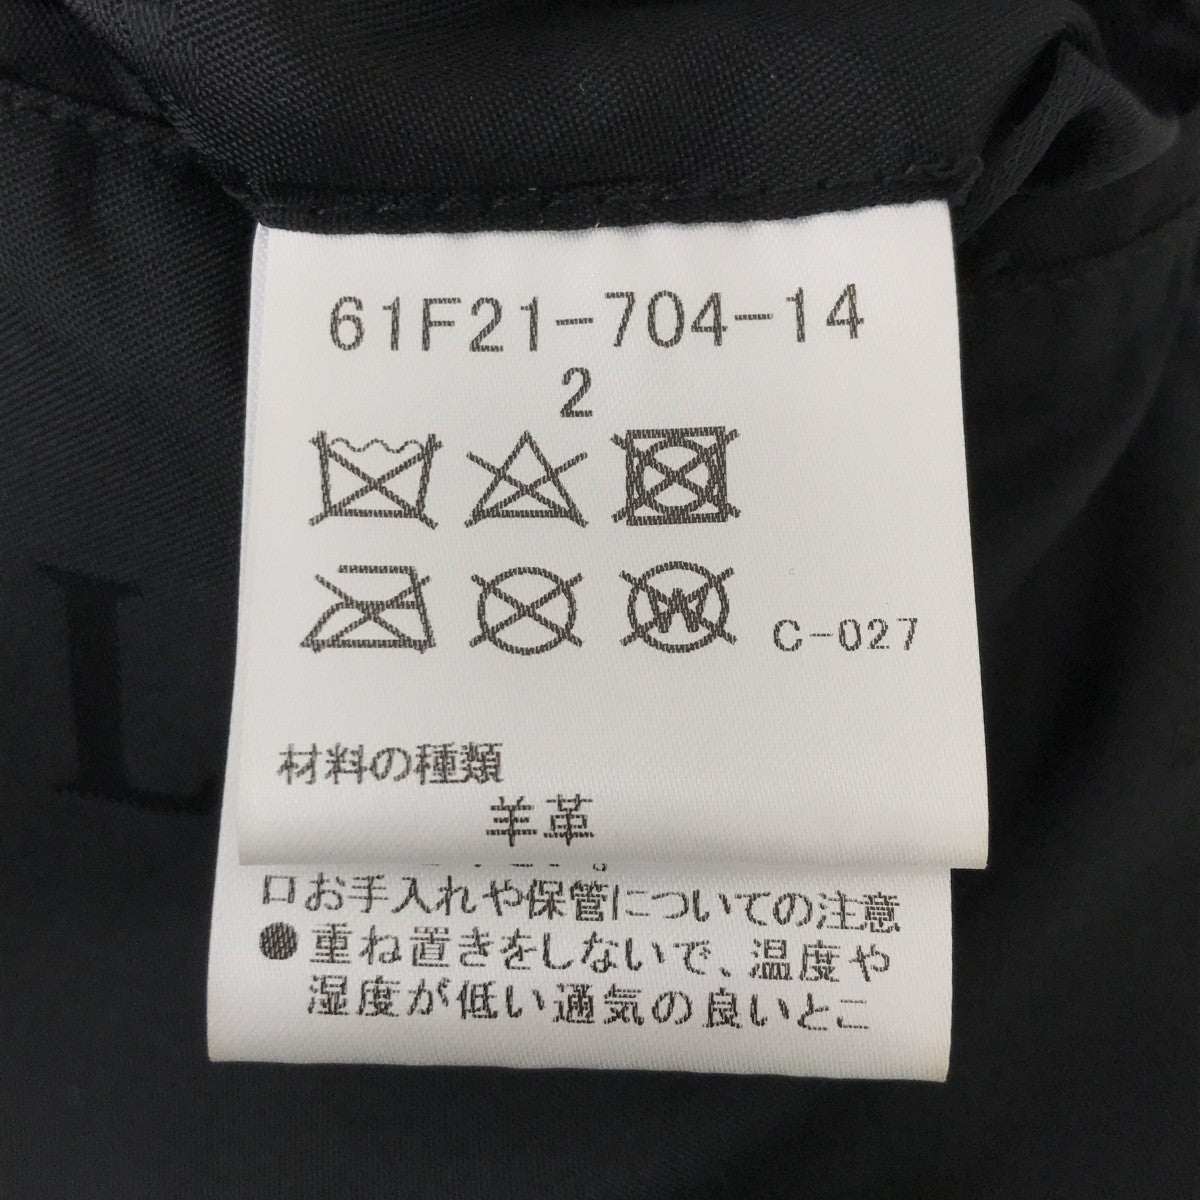 61F21-704-14
2
W
C-027
材料の種類
羊革
口お手入れや保管についての注意
●重ね置きをしないで、温度や
湿度が低い通気の良いとこ
L